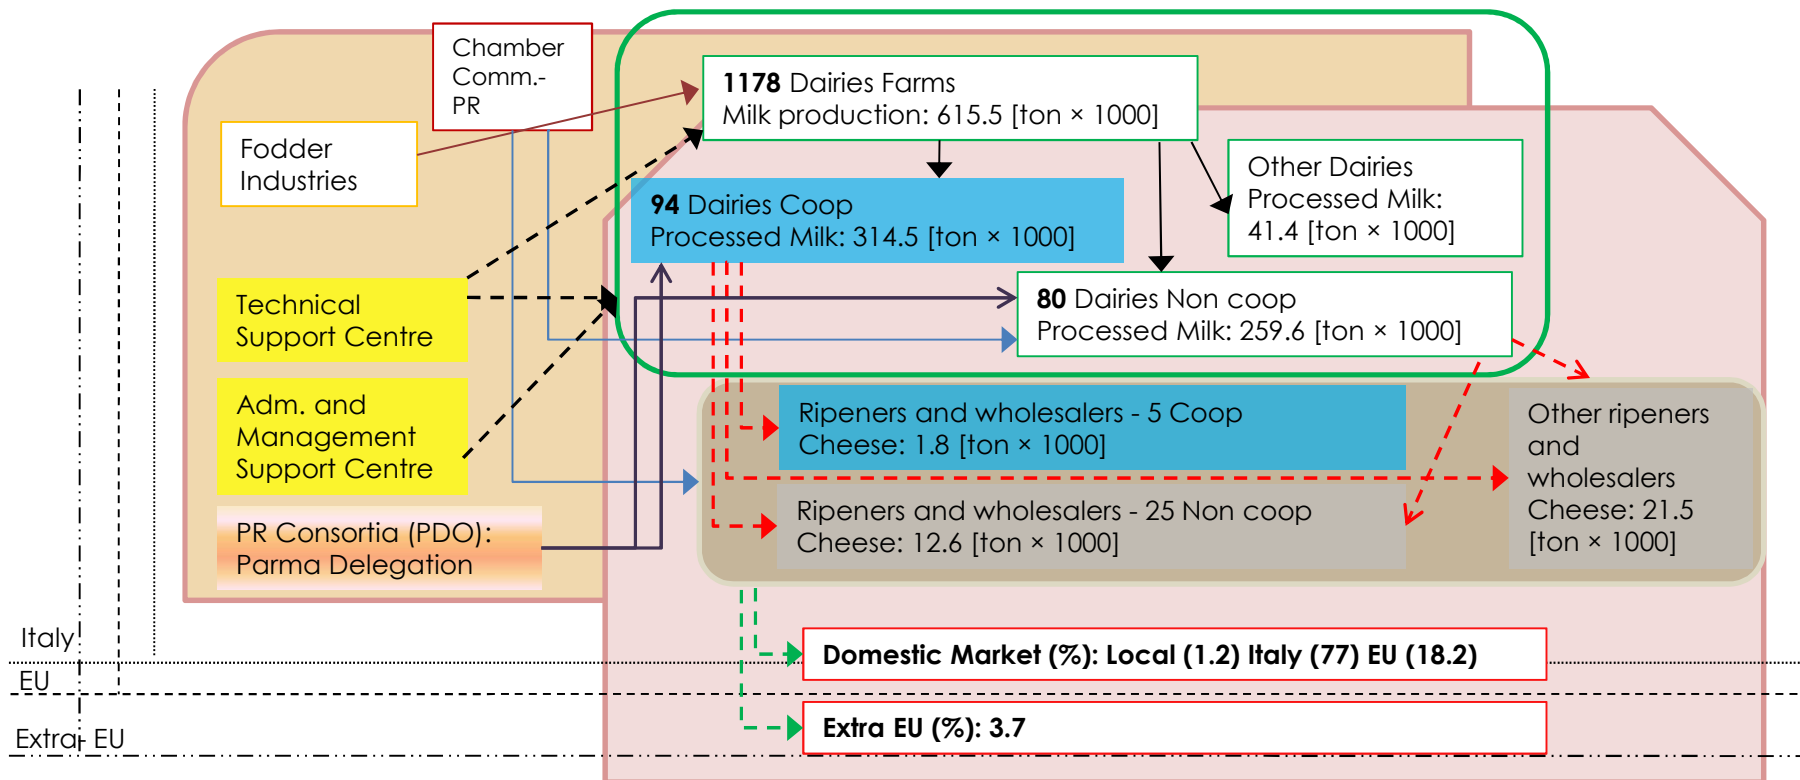 Chamber
Comm.-
PR
1178 Dairies Farms
Milk production: 615.5 [ton × 1000]
Fodder
Industries
Other Dairies
Processed Milk:
41.4 [ton × 1000]
94 Dairies Coop
Processed Milk: 314.5 [ton × 1000]
Technical
Support Centre
80 Dairies Non coop
Processed Milk: 259.6 [ton × 1000]
Adm. and
Management
Support Centre
Ripeners and wholesalers - 5 Coop
Cheese: 1.8 [ton × 1000]
Other ripeners
and
wholesalers
Cheese: 21.5
[ton × 1000]
Ripeners and wholesalers - 25 Non coop
Cheese: 12.6 [ton × 1000]
PR Consortia (PDO):
Parma Delegation
Italy
Domestic Market (%): Local (1.2) Italy (77) EU (18.2)
EU
Extra EU (%): 3.7
Extra- EU